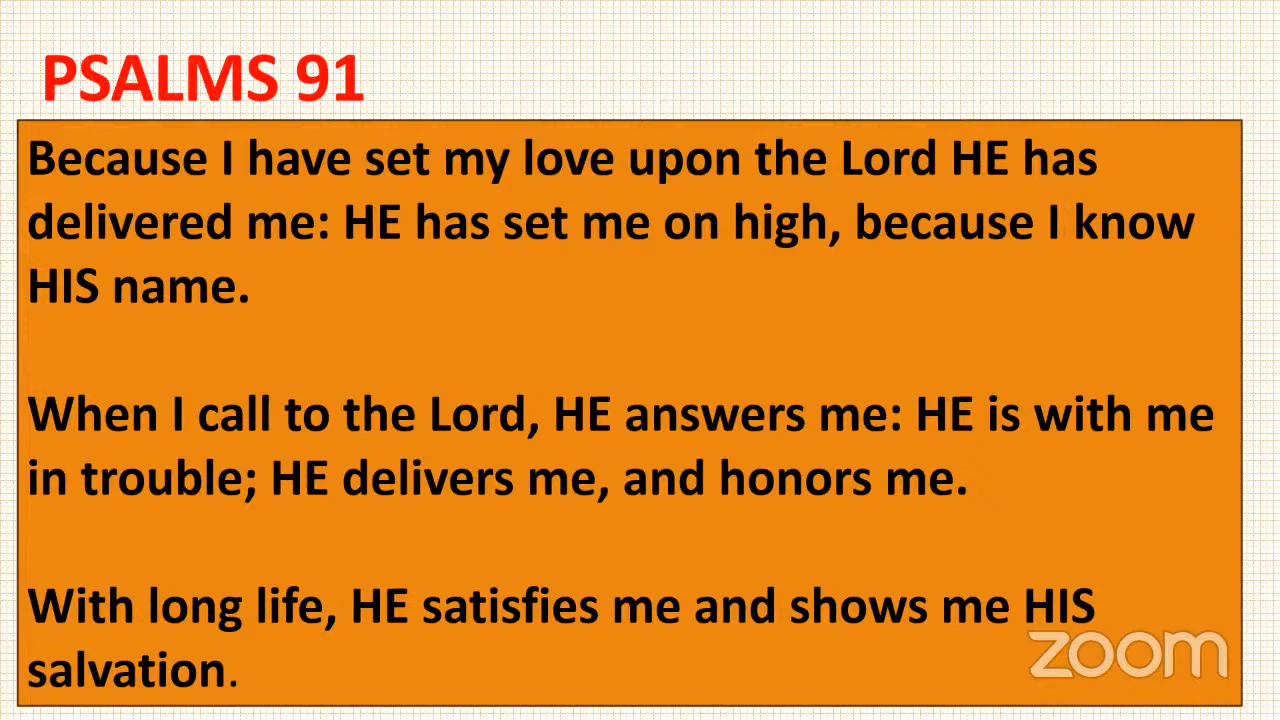 PSALMS 91
Because I have set my love upon the Lord HE has
delivered me: HE has set me on high, because I know
HIS name.
When I call to the Lord, HE answers me: HE is with me
in trouble; HE delivers me, and honors me.
With long life, HE satisfies me and shows me HIS
salvation.
zoom